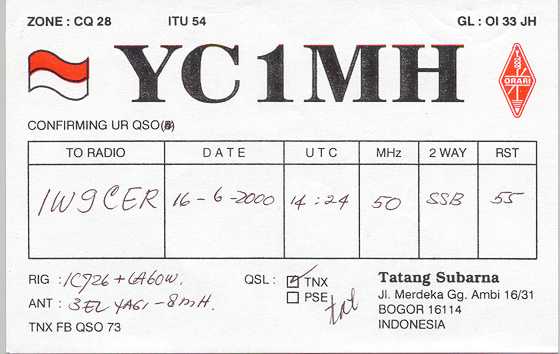 ZONE : CQ 28 ITU 54 GL : OI 33 JH
YC1MH
ORARI
CONFIRMING UR QSO(S)
TO RADIO DATE UTC MHz 2 WAY RST
IW9CER 16-6-2000 14:24 50 SSB 55
RIG : IC726 + LA60W. QSL : TNX Tatang Subarna
PSE Jl. Merdeka Gg. Ambi 16/31
ANT : 3EL YAGI - 8mH. BOGOR 16114
TNX FB QSO 73 INDONESIA